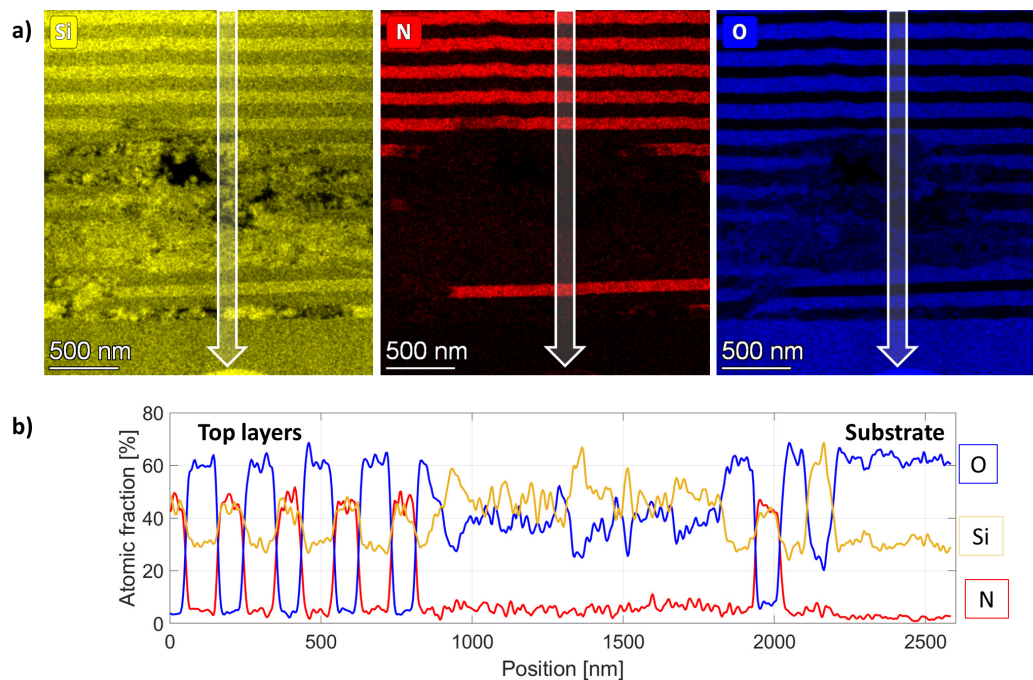 a)
Si
N
O
500 nm
500 nm
500 nm
b)
80
60
40
20
0
Atomic fraction [%]
Top layers
Substrate
O
Si
N
0
500
1000
1500
2000
2500
Position [nm]